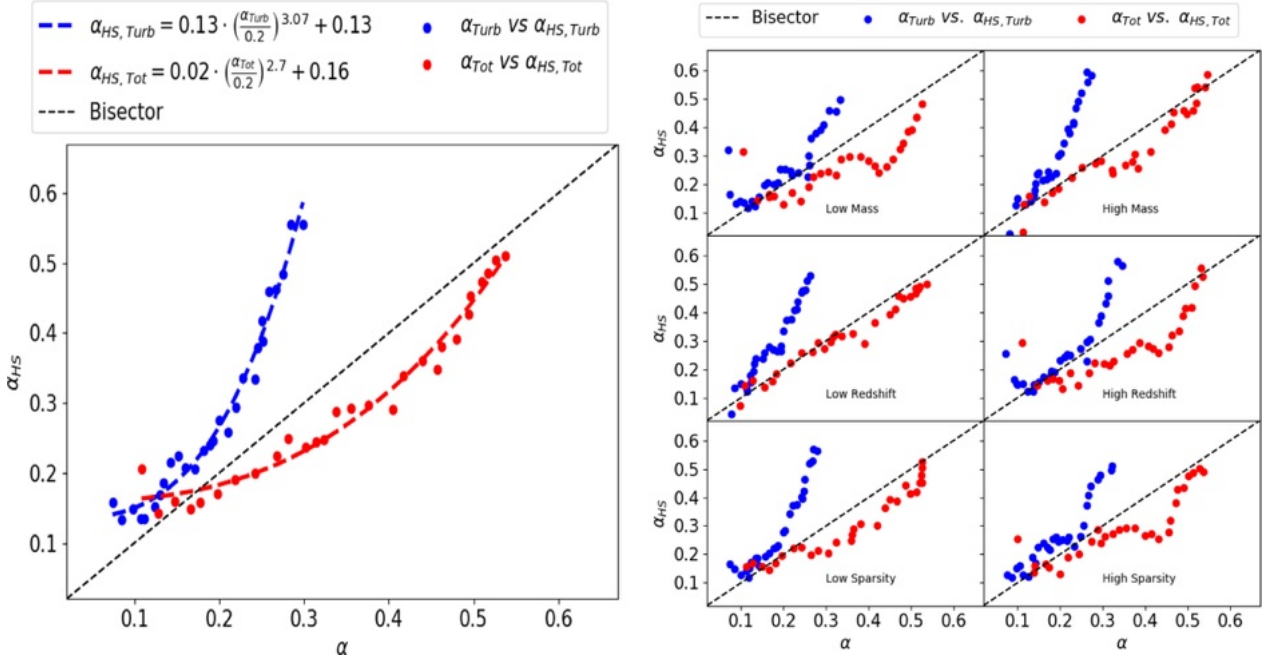 α_{HS,Turb} = 0.13 · (α_{Turb}/0.2)^{3.07} + 0.13
α_{Turb} vs α_{HS,Turb}
α_{HS,Tot} = 0.02 · (α_{Tot}/0.2)^{2.7} + 0.16
α_{Tot} vs α_{HS,Tot}
Bisector
0.6
0.5
0.4
0.3
0.2
0.1
α_{HS}
0.1 0.2 0.3 0.4 0.5 0.6
α
Bisector α_{Turb} vs. α_{HS,Turb} α_{Tot} vs. α_{HS,Tot}
0.6
0.5
0.4
0.3
0.2
0.1
α_{HS}
Low Mass
High Mass
0.6
0.5
0.4
0.3
0.2
0.1
α_{HS}
Low Redshift
High Redshift
0.6
0.5
0.4
0.3
0.2
0.1
α_{HS}
Low Sparsity
High Sparsity
0.1 0.2 0.3 0.4 0.5 0.6
0.1 0.2 0.3 0.4 0.5 0.6
α
α